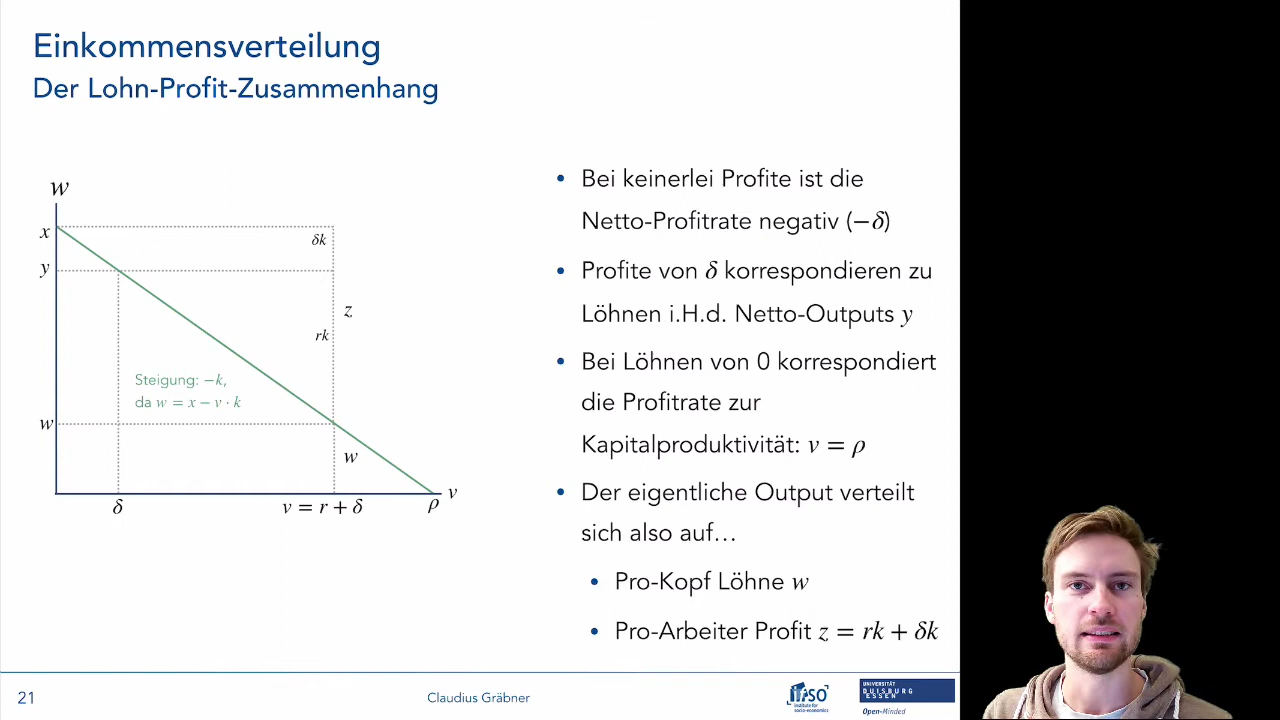 Einkommensverteilung
Der Lohn-Profit-Zusammenhang
w
x
y
w
δk
z
rk
w
Steigung: −k,
da w = x − v · k
δ
v = r + δ
ρ
v
• Bei keinerlei Profite ist die
Netto-Profitrate negativ (−δ)
• Profite von δ korrespondieren zu
Löhnen i.H.d. Netto-Outputs y
• Bei Löhnen von 0 korrespondiert
die Profitrate zur
Kapitalproduktivität: v = ρ
• Der eigentliche Output verteilt
sich also auf…
• Pro-Kopf Löhne w
• Pro-Arbeiter Profit z = rk + δk
21
Claudius Gräbner
ifso
institute for
socio-economics
UNIVERSITÄT
DUISBURG
ESSEN
Open-Minded